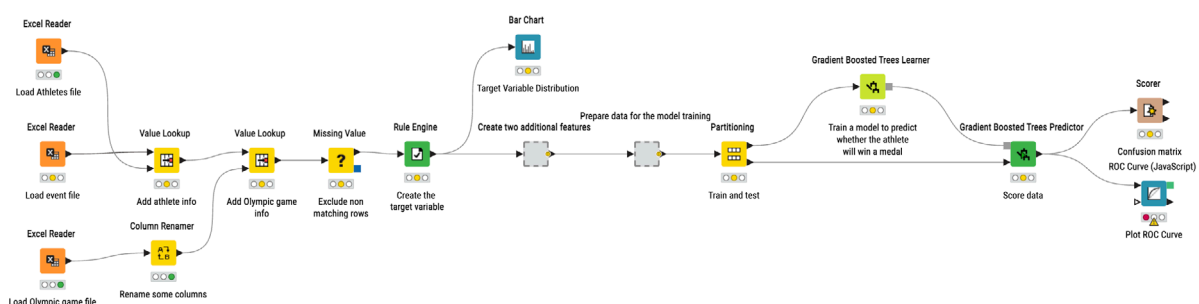 Excel Reader
Load Athletes file
Excel Reader
Load event file
Excel Reader
Load Olympic game file
Value Lookup
Add athlete info
Column Renamer
Rename some columns
Value Lookup
Add Olympic game
info
Missing Value
?
Exclude non
matching rows
Rule Engine
Create the
target variable
Bar Chart
Target Variable Distribution
Create two additional features
Prepare data for the model training
Partitioning
Train and test
Gradient Boosted Trees Learner
Train a model to predict
whether the athlete
will win a medal
Gradient Boosted Trees Predictor
Score data
Scorer
Confusion matrix
ROC Curve (JavaScript)
Plot ROC Curve